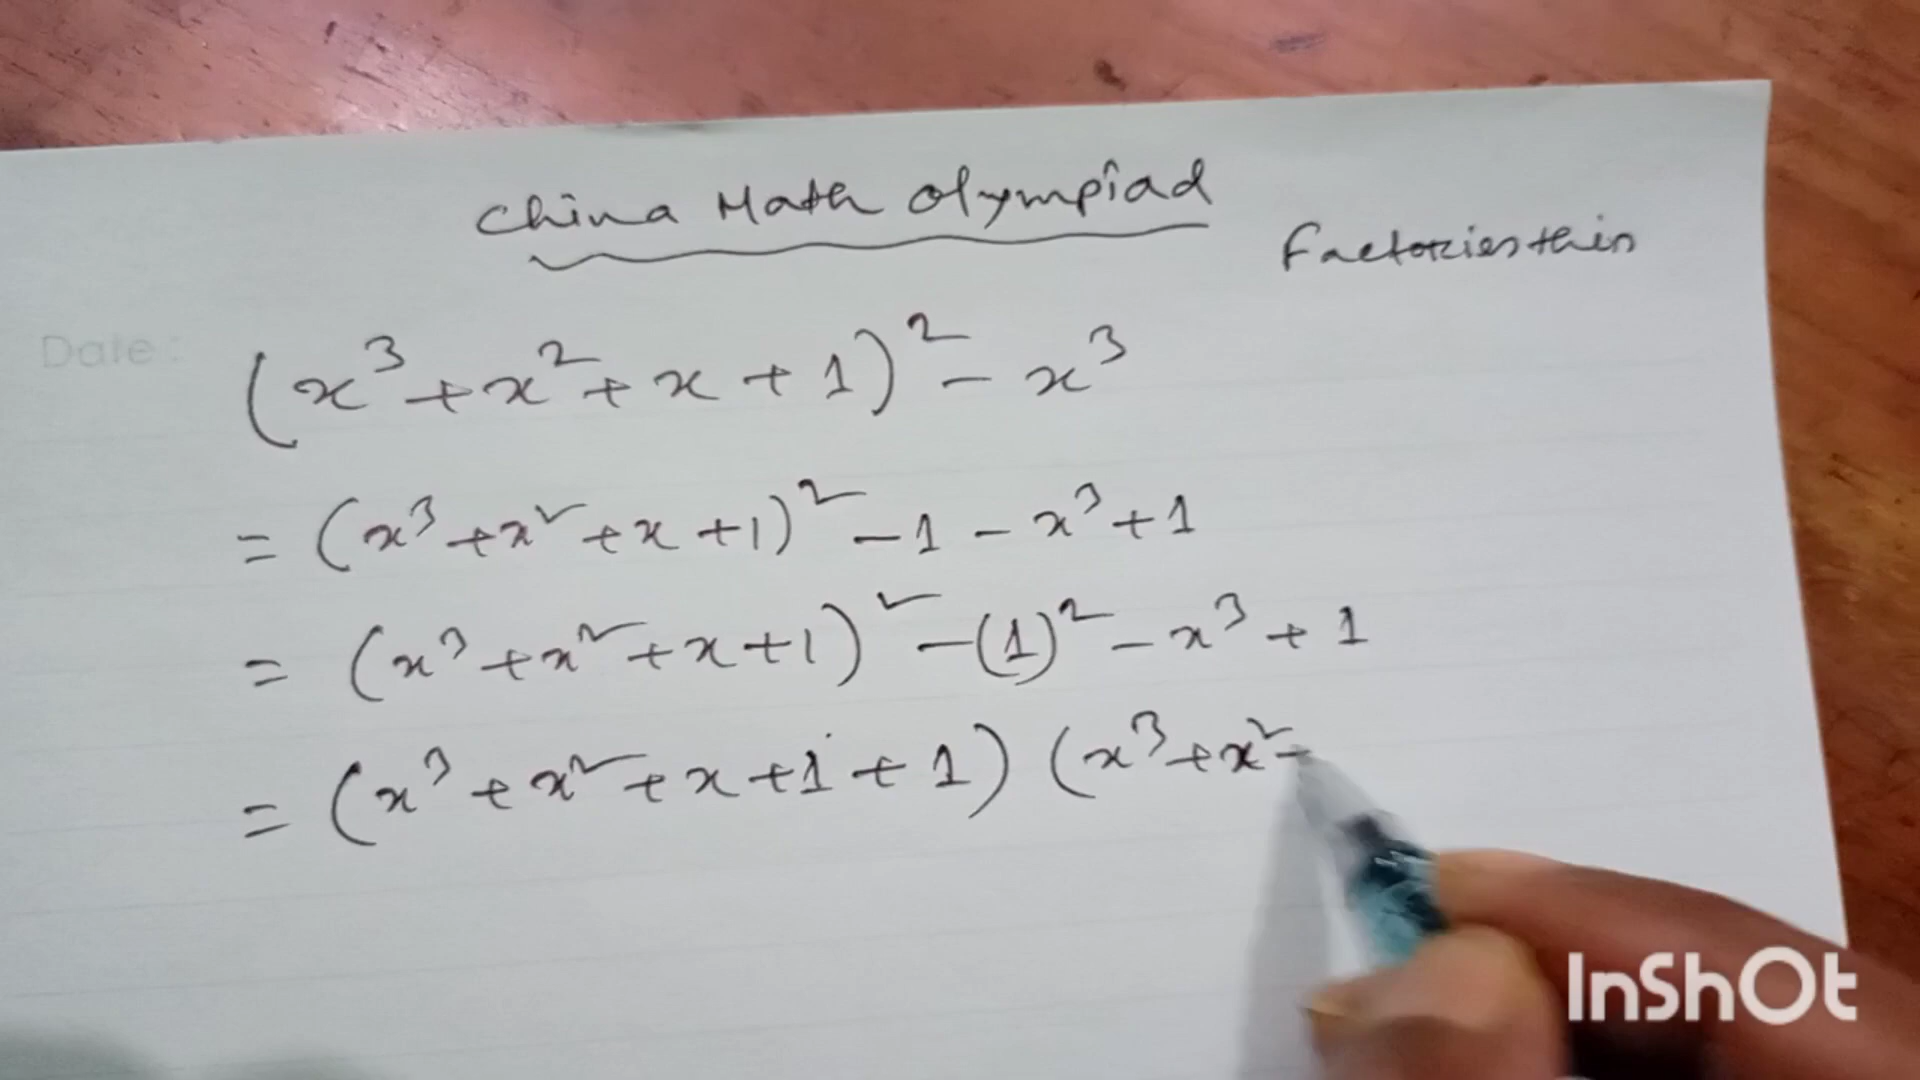 China Math Olympiad
Factories this
Date:
(x³+x²+x+1)²-x³
=(x³+x²+x+1)²-1-x³+1
=(x³+x²+x+1)²-(1)²-x³+1
=(x³+x²+x+1+1)(x³+x²-
InShOt